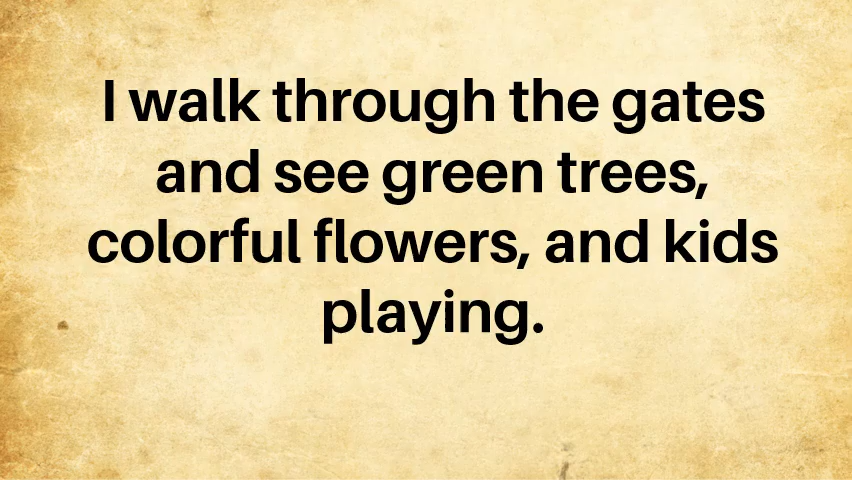 I walk through the gates
and see green trees,
colorful flowers, and kids
playing.